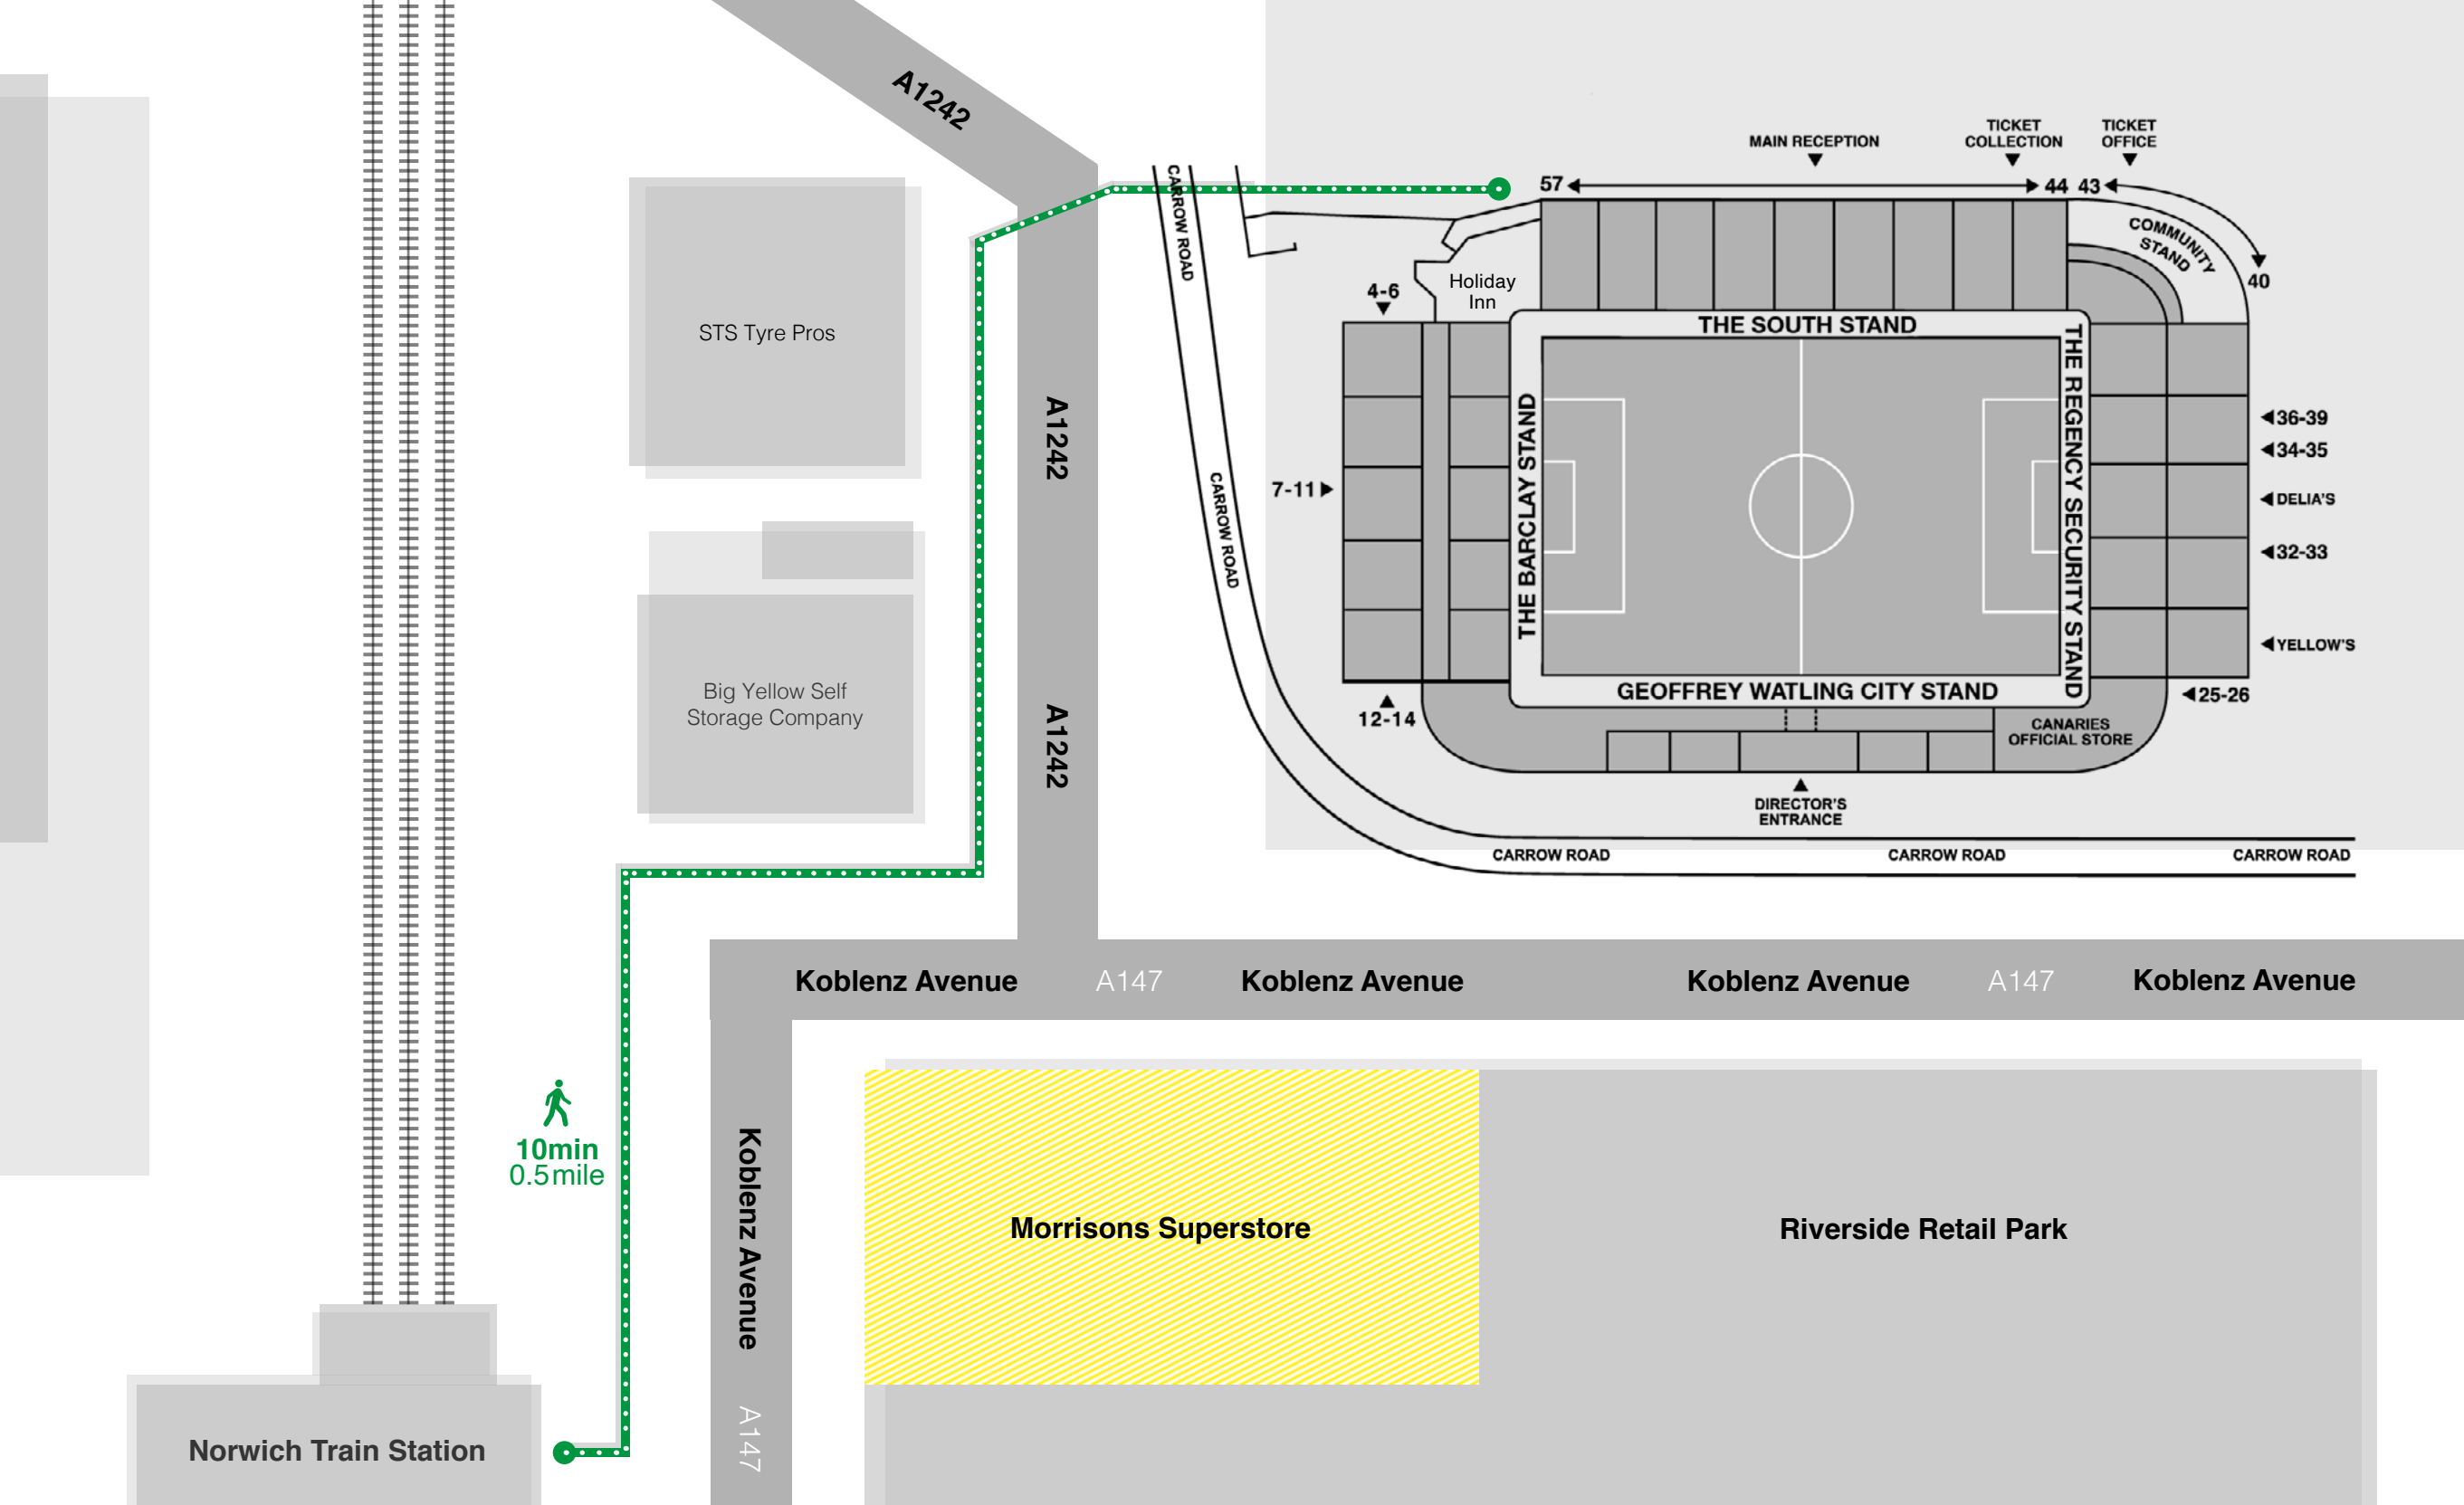 A1242
MAIN RECEPTION
TICKET
COLLECTION
TICKET
OFFICE
57
44
43
COMMUNITY
STAND
40
CARROW ROAD
Holiday
Inn
4-6
STS Tyre Pros
THE SOUTH STAND
A1242
7-11
CARROW ROAD
THE BARCLAY STAND
THE REGENCY SECURITY STAND
36-39
34-35
DELIA'S
32-33
YELLOW'S
25-26
Big Yellow Self
Storage Company
A1242
12-14
GEOFFREY WATLING CITY STAND
CANARIES
OFFICIAL STORE
DIRECTOR'S
ENTRANCE
CARROW ROAD
CARROW ROAD
CARROW ROAD
Koblenz Avenue
A147
Koblenz Avenue
Koblenz Avenue
A147
Koblenz Avenue
10min
0.5mile
Koblenz Avenue
A147
Morrisons Superstore
Riverside Retail Park
Norwich Train Station